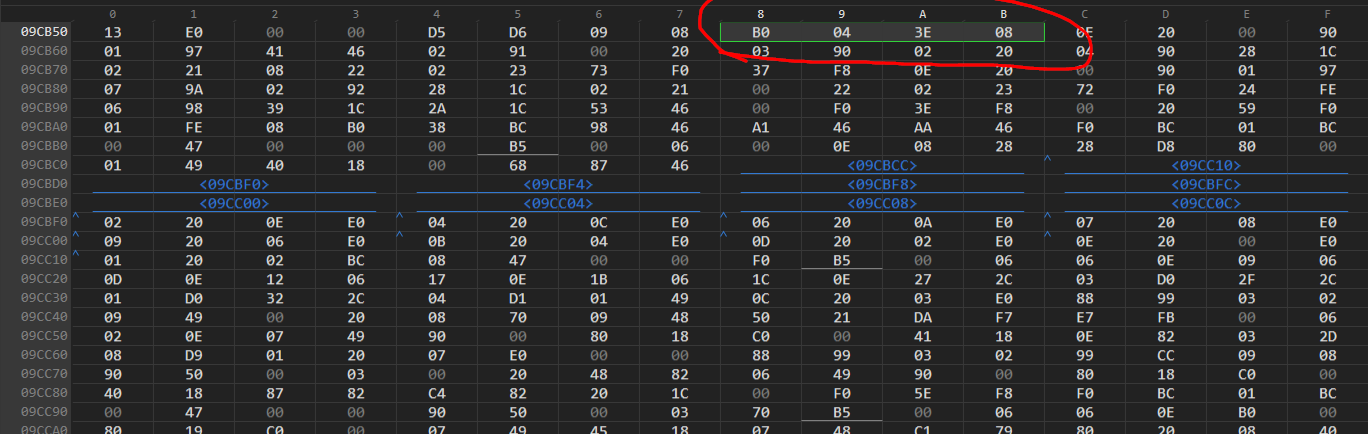 0 1 2 3 4 5 6 7 8 9 A B C D E F
09CB50 13 E0 00 00 D5 D6 09 08 B0 04 3E 08 0E 20 00 90
09CB60 01 97 41 46 02 91 00 20 03 90 02 20 04 90 28 1C
09CB70 02 21 08 22 02 23 73 F0 37 F8 0E 20 00 90 01 97
09CB80 07 9A 02 92 28 1C 02 21 00 22 02 23 72 F0 24 FE
09CB90 06 98 39 1C 2A 1C 53 46 00 F0 3E F8 00 20 59 F0
09CBA0 01 FE 08 B0 38 BC 98 46 A1 46 AA 46 F0 BC 01 BC
09CBB0 00 47 00 00 00 B5 00 06 00 0E 08 28 28 D8 80 00
09CBC0 01 49 40 18 00 68 87 46 <09CBCC> ^ <09CC10>
09CBD0 <09CBF0> <09CBF4> <09CBF8> <09CBFC>
09CBE0 <09CC00> <09CC04> <09CC08> <09CC0C>
09CBF0 ^ 02 20 0E E0 ^ 04 20 0C E0 ^ 06 20 0A E0 ^ 07 20 08 E0
09CC00 ^ 09 20 06 E0 ^ 0B 20 04 E0 ^ 0D 20 02 E0 ^ 0E 20 00 E0
09CC10 ^ 01 20 02 BC 08 47 00 00 F0 B5 00 06 06 0E 09 06
09CC20 0D 0E 12 06 17 0E 1B 06 1C 0E 27 2C 03 D0 2F 2C
09CC30 01 D0 32 2C 04 D1 01 49 0C 20 03 E0 88 99 03 02
09CC40 09 49 00 20 08 70 09 48 50 21 DA F7 E7 FB 00 06
09CC50 02 0E 07 49 90 00 80 18 C0 00 41 18 0E 82 03 2D
09CC60 08 D9 01 20 07 E0 00 00 88 99 03 02 99 CC 09 08
09CC70 90 50 00 03 00 20 48 82 06 49 90 00 80 18 C0 00
09CC80 40 18 87 82 C4 82 20 1C 00 F0 5E F8 F0 BC 01 BC
09CC90 00 47 00 00 90 50 00 03 70 B5 00 06 06 0E B0 00
09CCA0 80 19 C0 00 07 49 45 18 07 48 C1 79 80 20 08 40